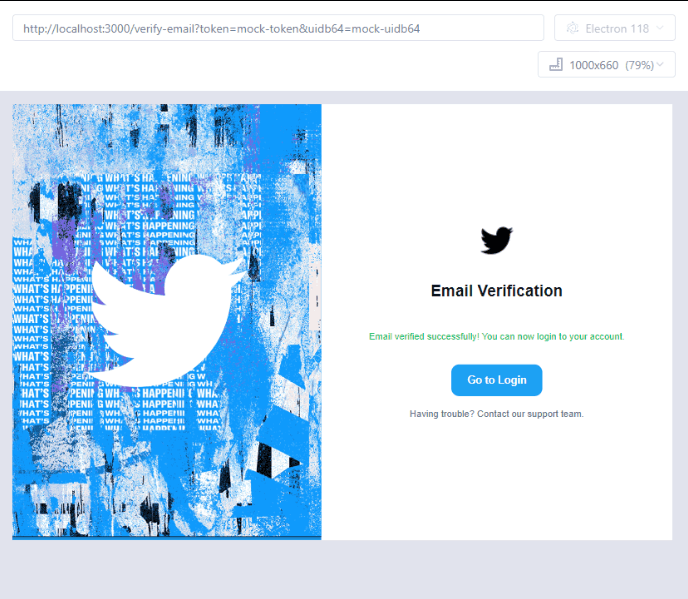 http://localhost:3000/verify-email?token=mock-token&uidb64=mock-uidb64
Electron 118
1000x660 (79%)
WHAT'S HAPPENING
Email Verification
Email verified successfully! You can now login to your account.
Go to Login
Having trouble? Contact our support team.